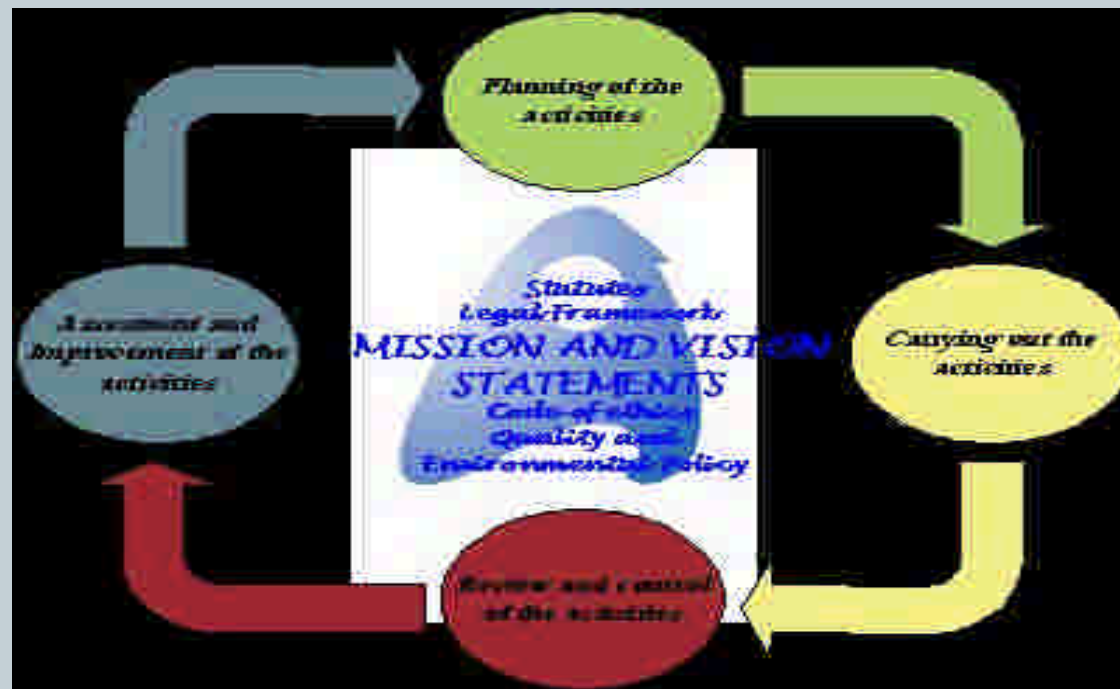 Planning of the
activities
Assessment and
Improvement of the
activities
Carrying out the
activities
Statutes
Legal Framework
MISSION AND VISION
STATEMENTS
Code of ethics
Quality and
Environmental Policy
Review and control
of the activities